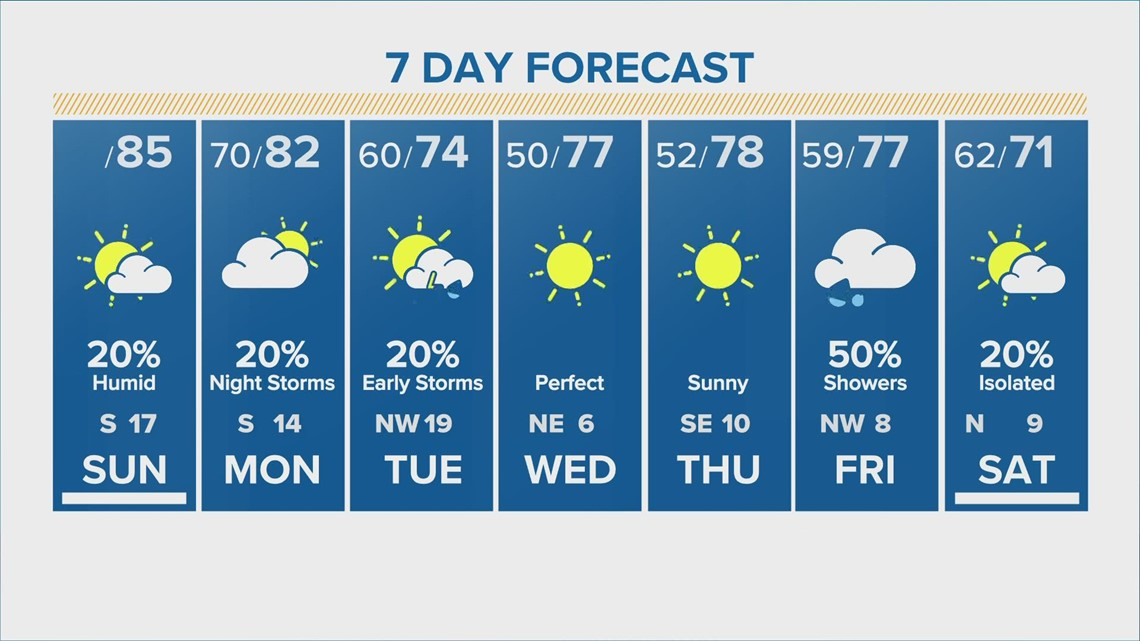 7 DAY FORECAST
/85
20%
Humid
S 17
SUN
70/82
20%
Night Storms
S 14
MON
60/74
20%
Early Storms
NW 19
TUE
50/77
Perfect
NE 6
WED
52/78
Sunny
SE 10
THU
59/77
50%
Showers
NW 8
FRI
62/71
20%
Isolated
N 9
SAT